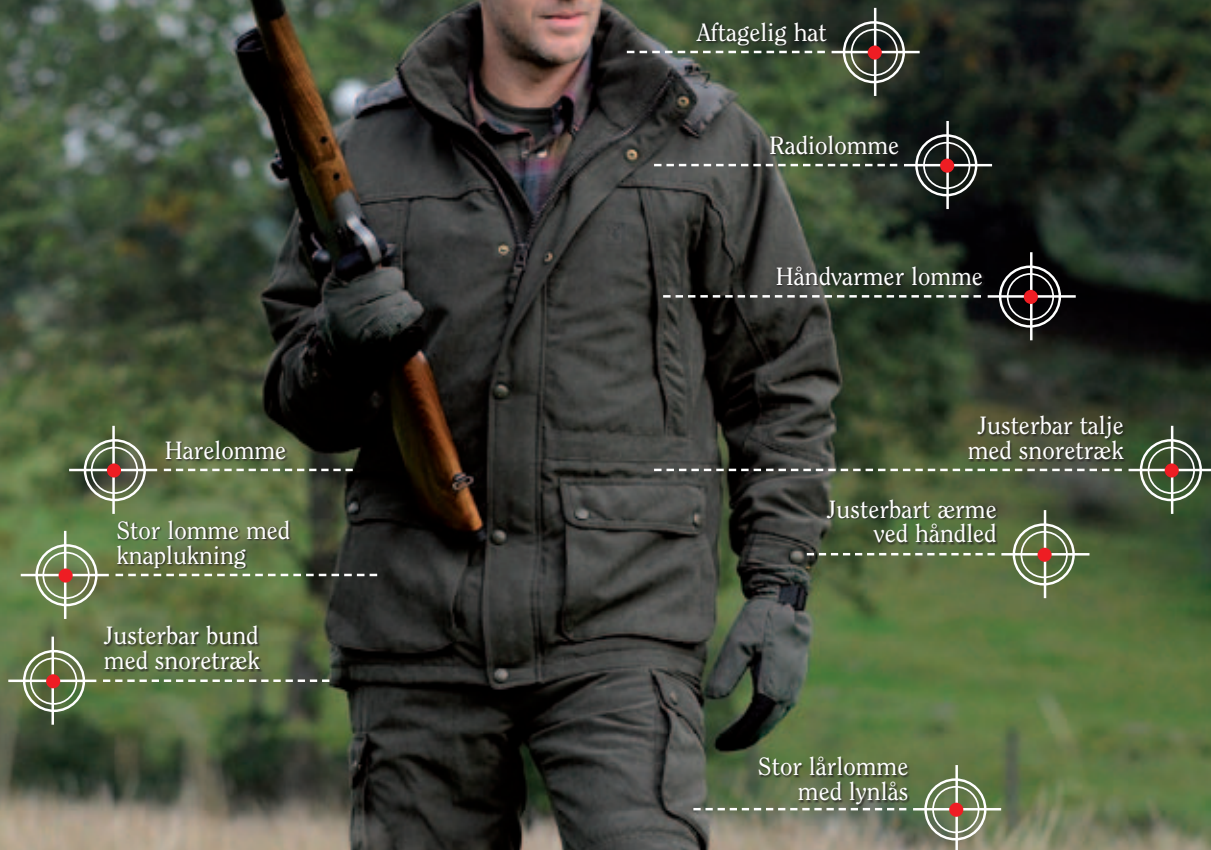 Aftagelig hat
Radiolomme
Håndvarmer lomme
Justerbar talje
med snoretræk
Harelomme
Justerbart ærme
ved håndled
Stor lomme med
knaplukning
Justerbar bund
med snoretræk
Stor lårlomme
med lynlås